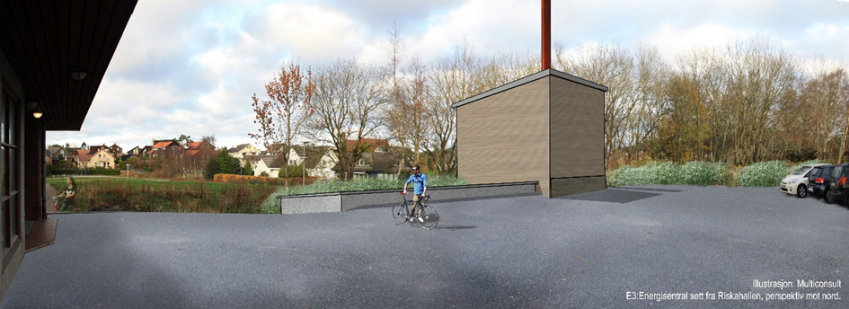 Illustrasjon: Multiconsult
E3:Energisentral sett fra Riskahallen, perspektiv mot nord.